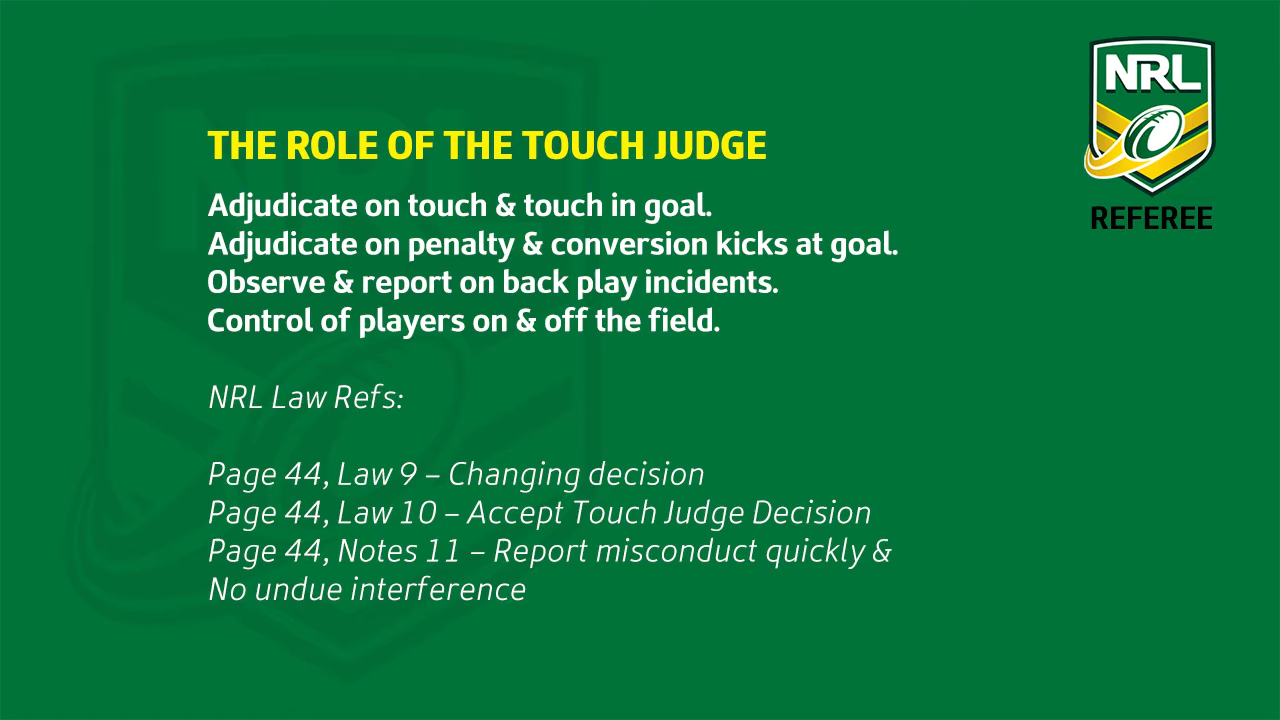 NRL
REFEREE
THE ROLE OF THE TOUCH JUDGE
Adjudicate on touch & touch in goal.
Adjudicate on penalty & conversion kicks at goal.
Observe & report on back play incidents.
Control of players on & off the field.
NRL Law Refs:
Page 44, Law 9 – Changing decision
Page 44, Law 10 – Accept Touch Judge Decision
Page 44, Notes 11 – Report misconduct quickly &
No undue interference